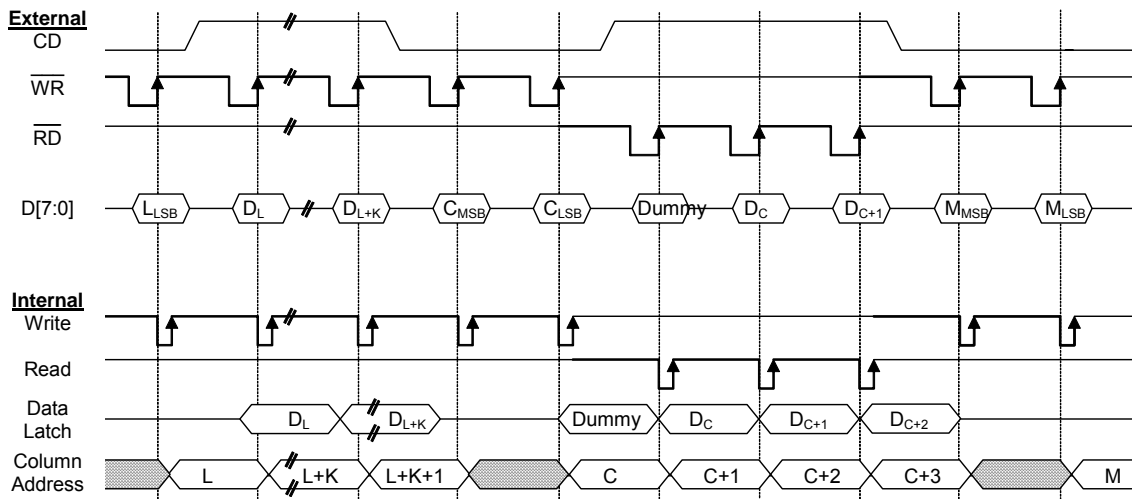 External
CD
WR
RD
D[7:0] LLSB DL DL+K CMSB CLSB Dummy DC DC+1 MMSB MLSB
Internal
Write
Read
Data Latch DL DL+K Dummy DC DC+1 DC+2
Column Address L L+K L+K+1 C C+1 C+2 C+3 M